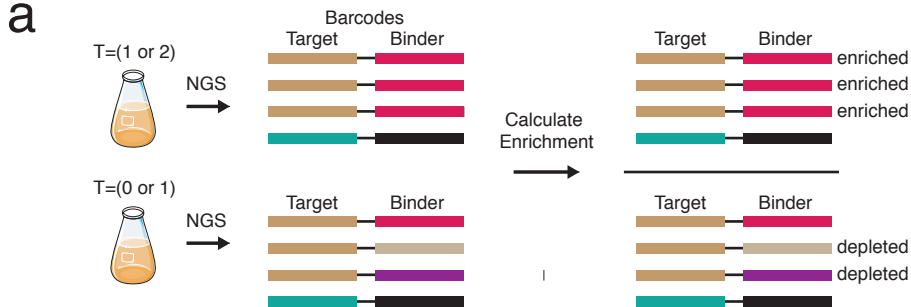 a
Barcodes
T=(1 or 2)
Target Binder
Target Binder
NGS
enriched
enriched
enriched
Calculate
Enrichment
T=(0 or 1)
NGS
Target Binder
Target Binder
depleted
depleted